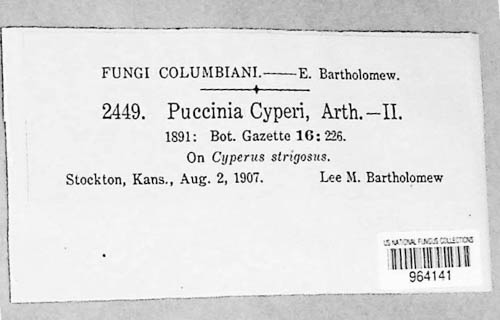 FUNGI COLUMBIANI.—E. Bartholomew.
2449. Puccinia Cyperi, Arth.—II.
1891: Bot. Gazette 16: 226.
On Cyperus strigosus.
Stockton, Kans., Aug. 2, 1907. Lee M. Bartholomew
US NATIONAL FUNGUS COLLECTIONS
964141